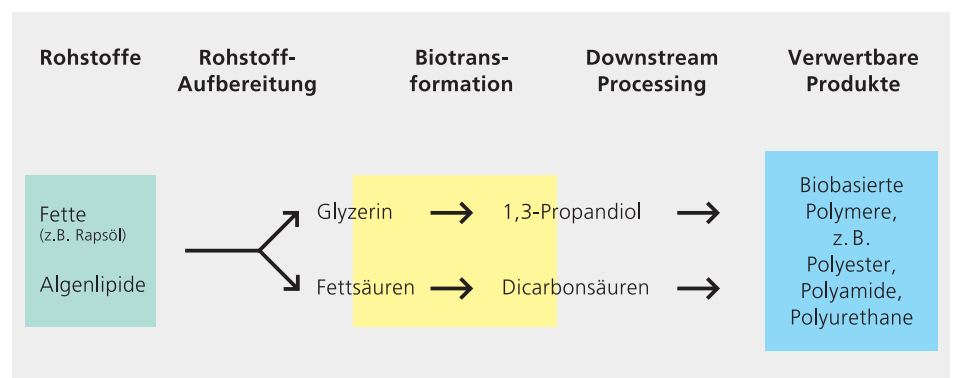 Rohstoffe
Rohstoff-
Aufbereitung
Biotrans-
formation
Downstream
Processing
Verwertbare
Produkte
Fette
(z.B. Rapsöl)
Algenlipide
Glyzerin
1,3-Propandiol
Fettsäuren
Dicarbonsäuren
Biobasierte
Polymere,
z. B.
Polyester,
Polyamide,
Polyurethane